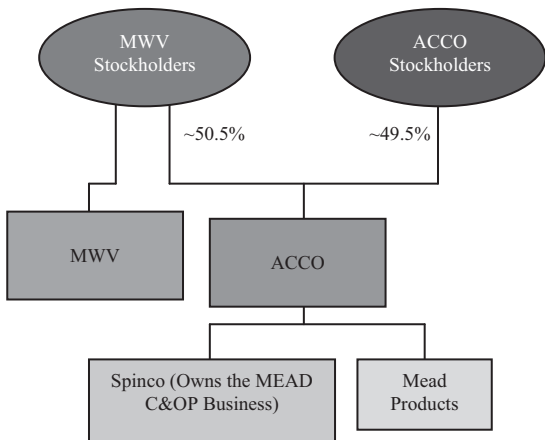 MWV
Stockholders
ACCO
Stockholders
~50.5%
~49.5%
MWV
ACCO
Spinco (Owns the MEAD
C&OP Business)
Mead
Products